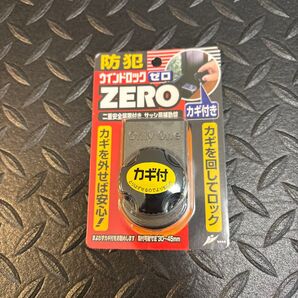 防犯
ウインドロックゼロ
ZERO
カギ付き
二重安全装置付き サッシ用補助錠
カギを外せば安心!
カギを回してロック
カギ付
取付可能寸法 30〜45mm